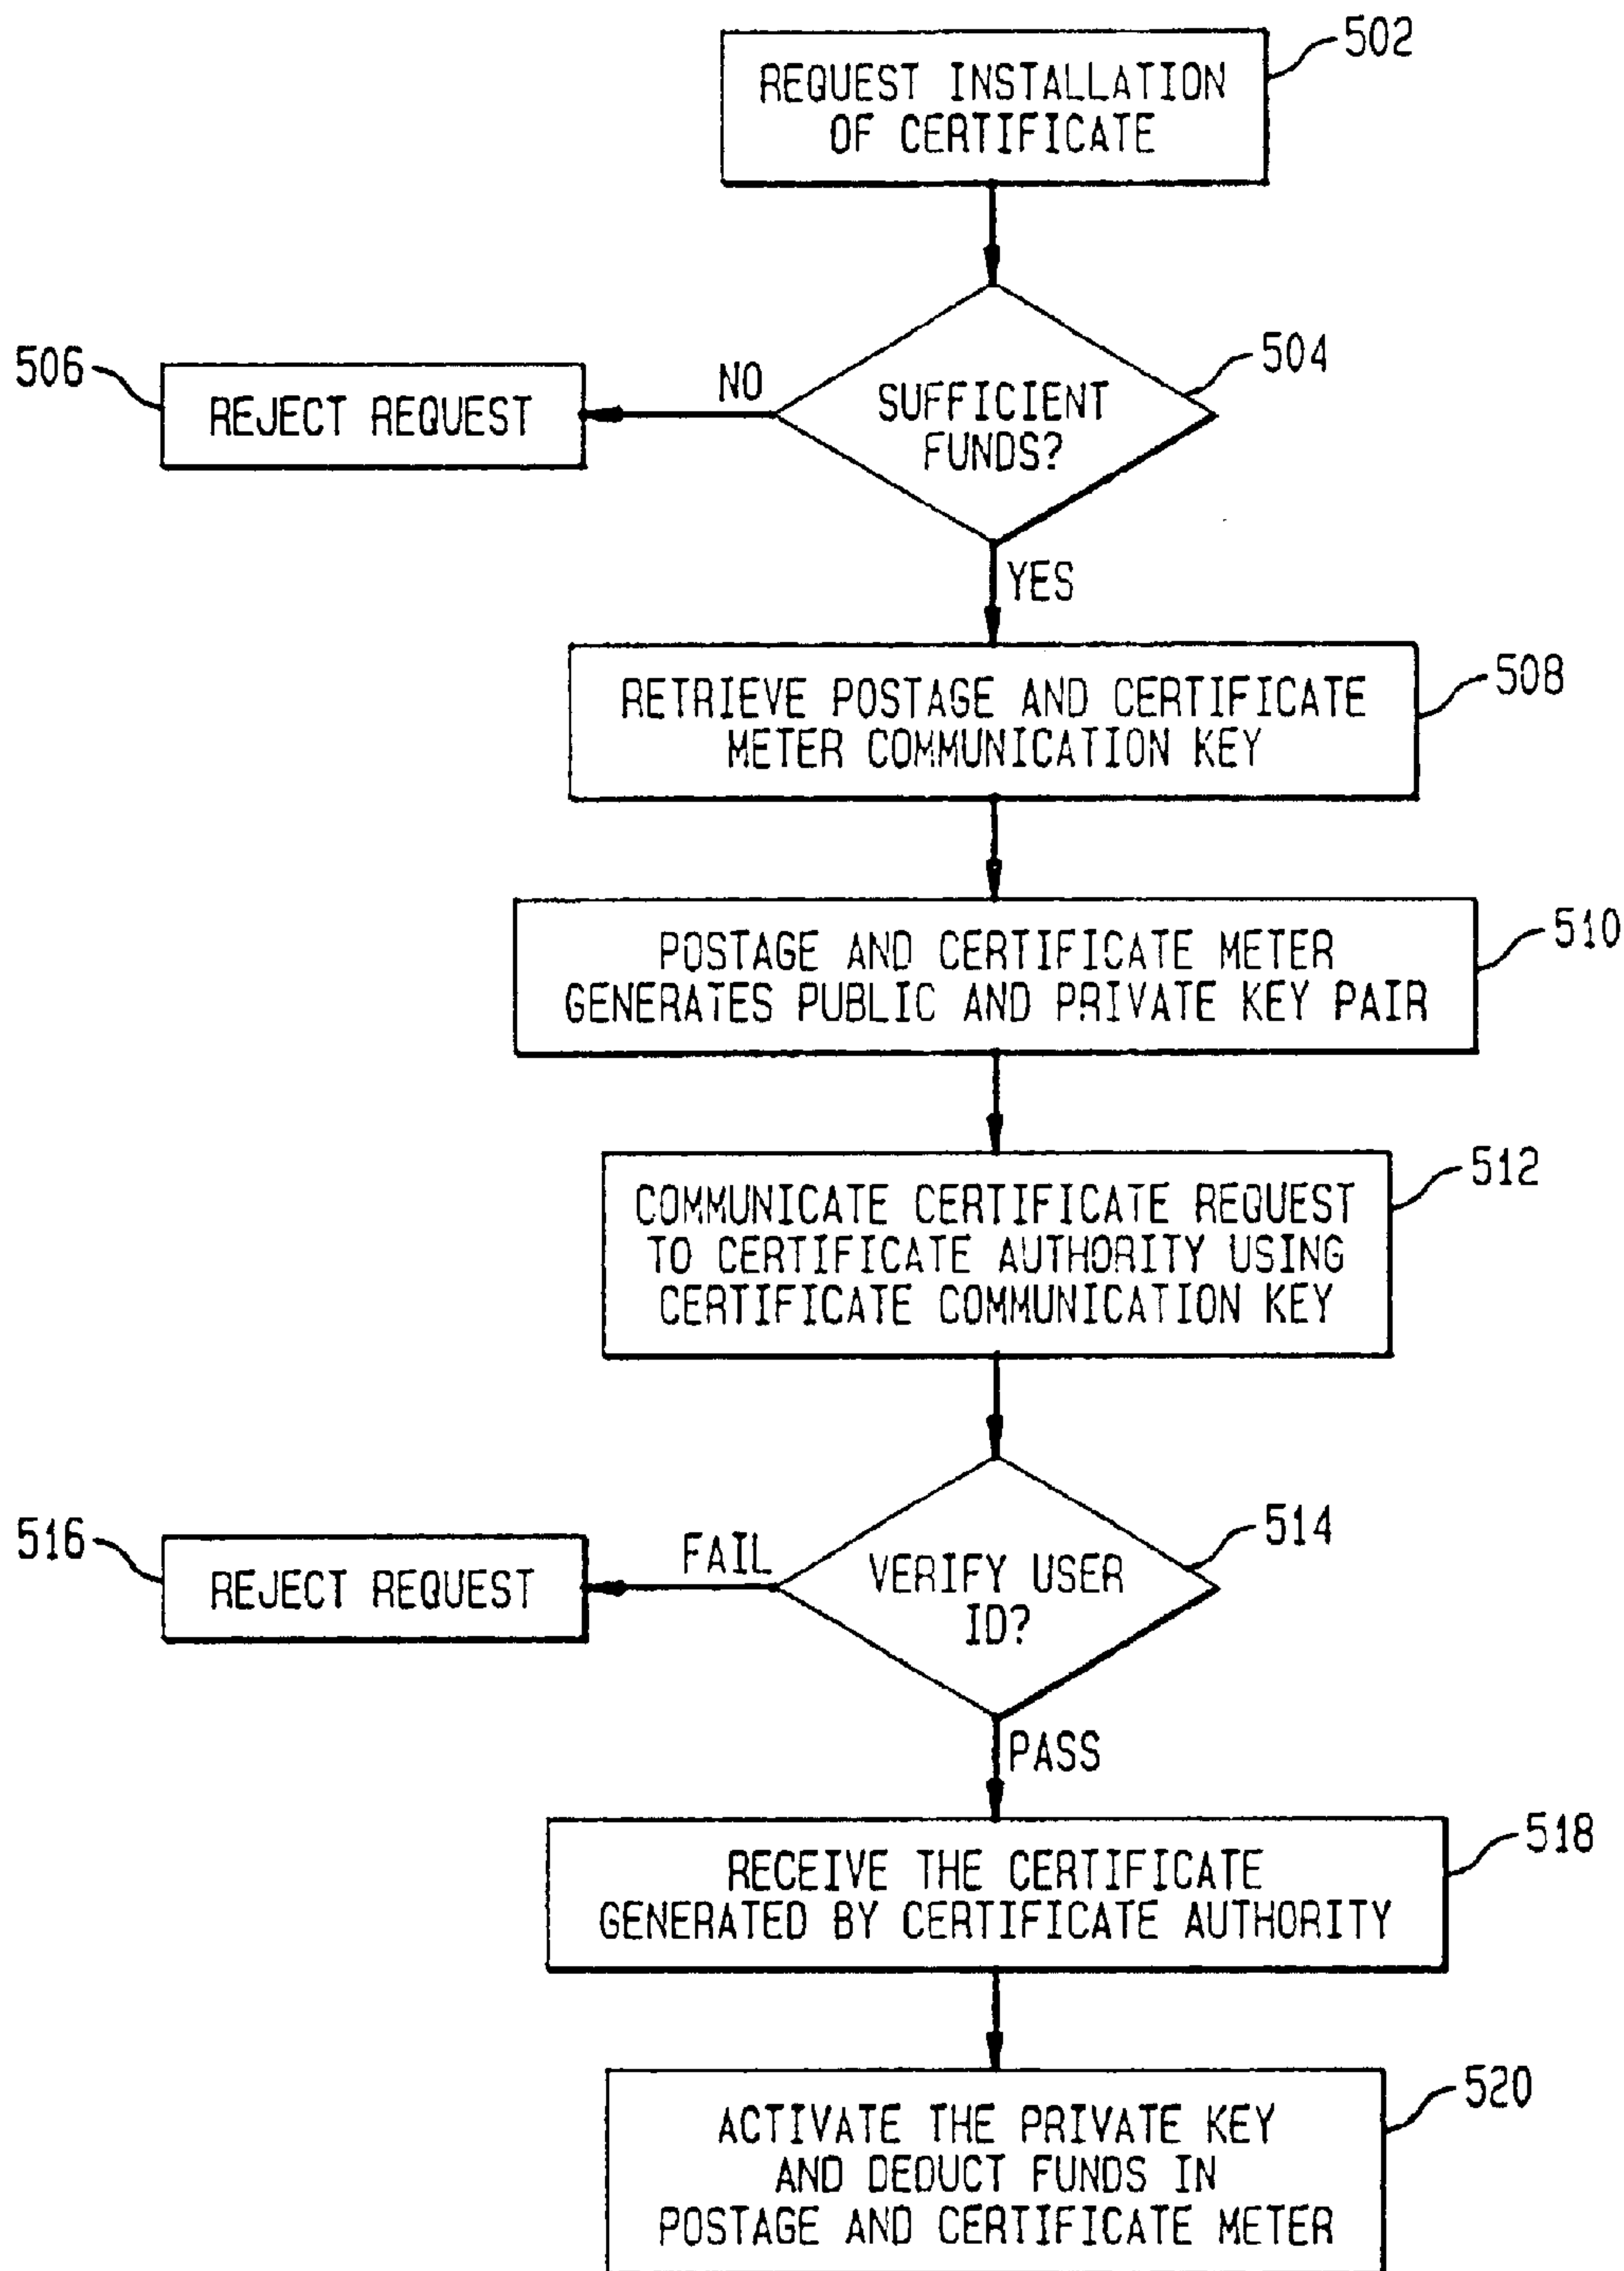 502
REQUEST INSTALLATION
OF CERTIFICATE
504
SUFFICIENT
FUNDS?
NO
506
REJECT REQUEST
YES
508
RETRIEVE POSTAGE AND CERTIFICATE
METER COMMUNICATION KEY
510
POSTAGE AND CERTIFICATE METER
GENERATES PUBLIC AND PRIVATE KEY PAIR
512
COMMUNICATE CERTIFICATE REQUEST
TO CERTIFICATE AUTHORITY USING
CERTIFICATE COMMUNICATION KEY
514
VERIFY USER
ID?
FAIL
516
REJECT REQUEST
PASS
518
RECEIVE THE CERTIFICATE
GENERATED BY CERTIFICATE AUTHORITY
520
ACTIVATE THE PRIVATE KEY
AND DEDUCT FUNDS IN
POSTAGE AND CERTIFICATE METER